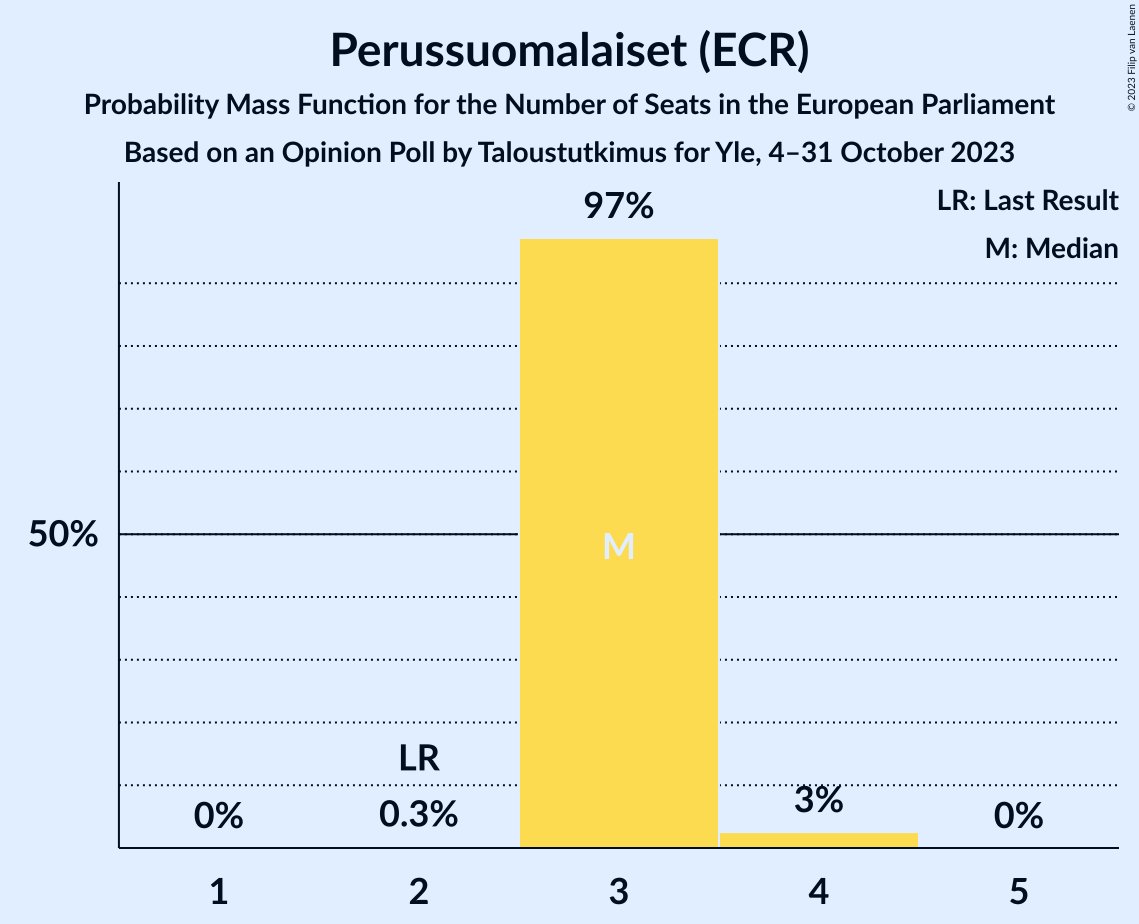 Perussuomalaiset (ECR)
Probability Mass Function for the Number of Seats in the European Parliament
Based on an Opinion Poll by Taloustutkimus for Yle, 4–31 October 2023
© 2023 Filip van Laenen
LR: Last Result
M: Median
97%
50%
M
LR
0%
0.3%
3%
0%
1
2
3
4
5